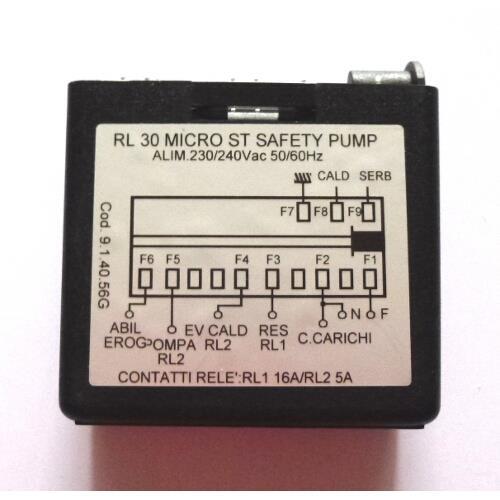 RL 30 MICRO ST SAFETY PUMP
ALIM.230/240Vac 50/60Hz
CALD SERB
F7 F8 F9
Cod. 9.1.40.56G
F6 F5 F4 F3 F2 F1
N F
ABIL EV CALD RES
EROG POMPA RL2 RL1 C.CARICHI
RL2
CONTATTI RELE':RL1 16A/RL2 5A